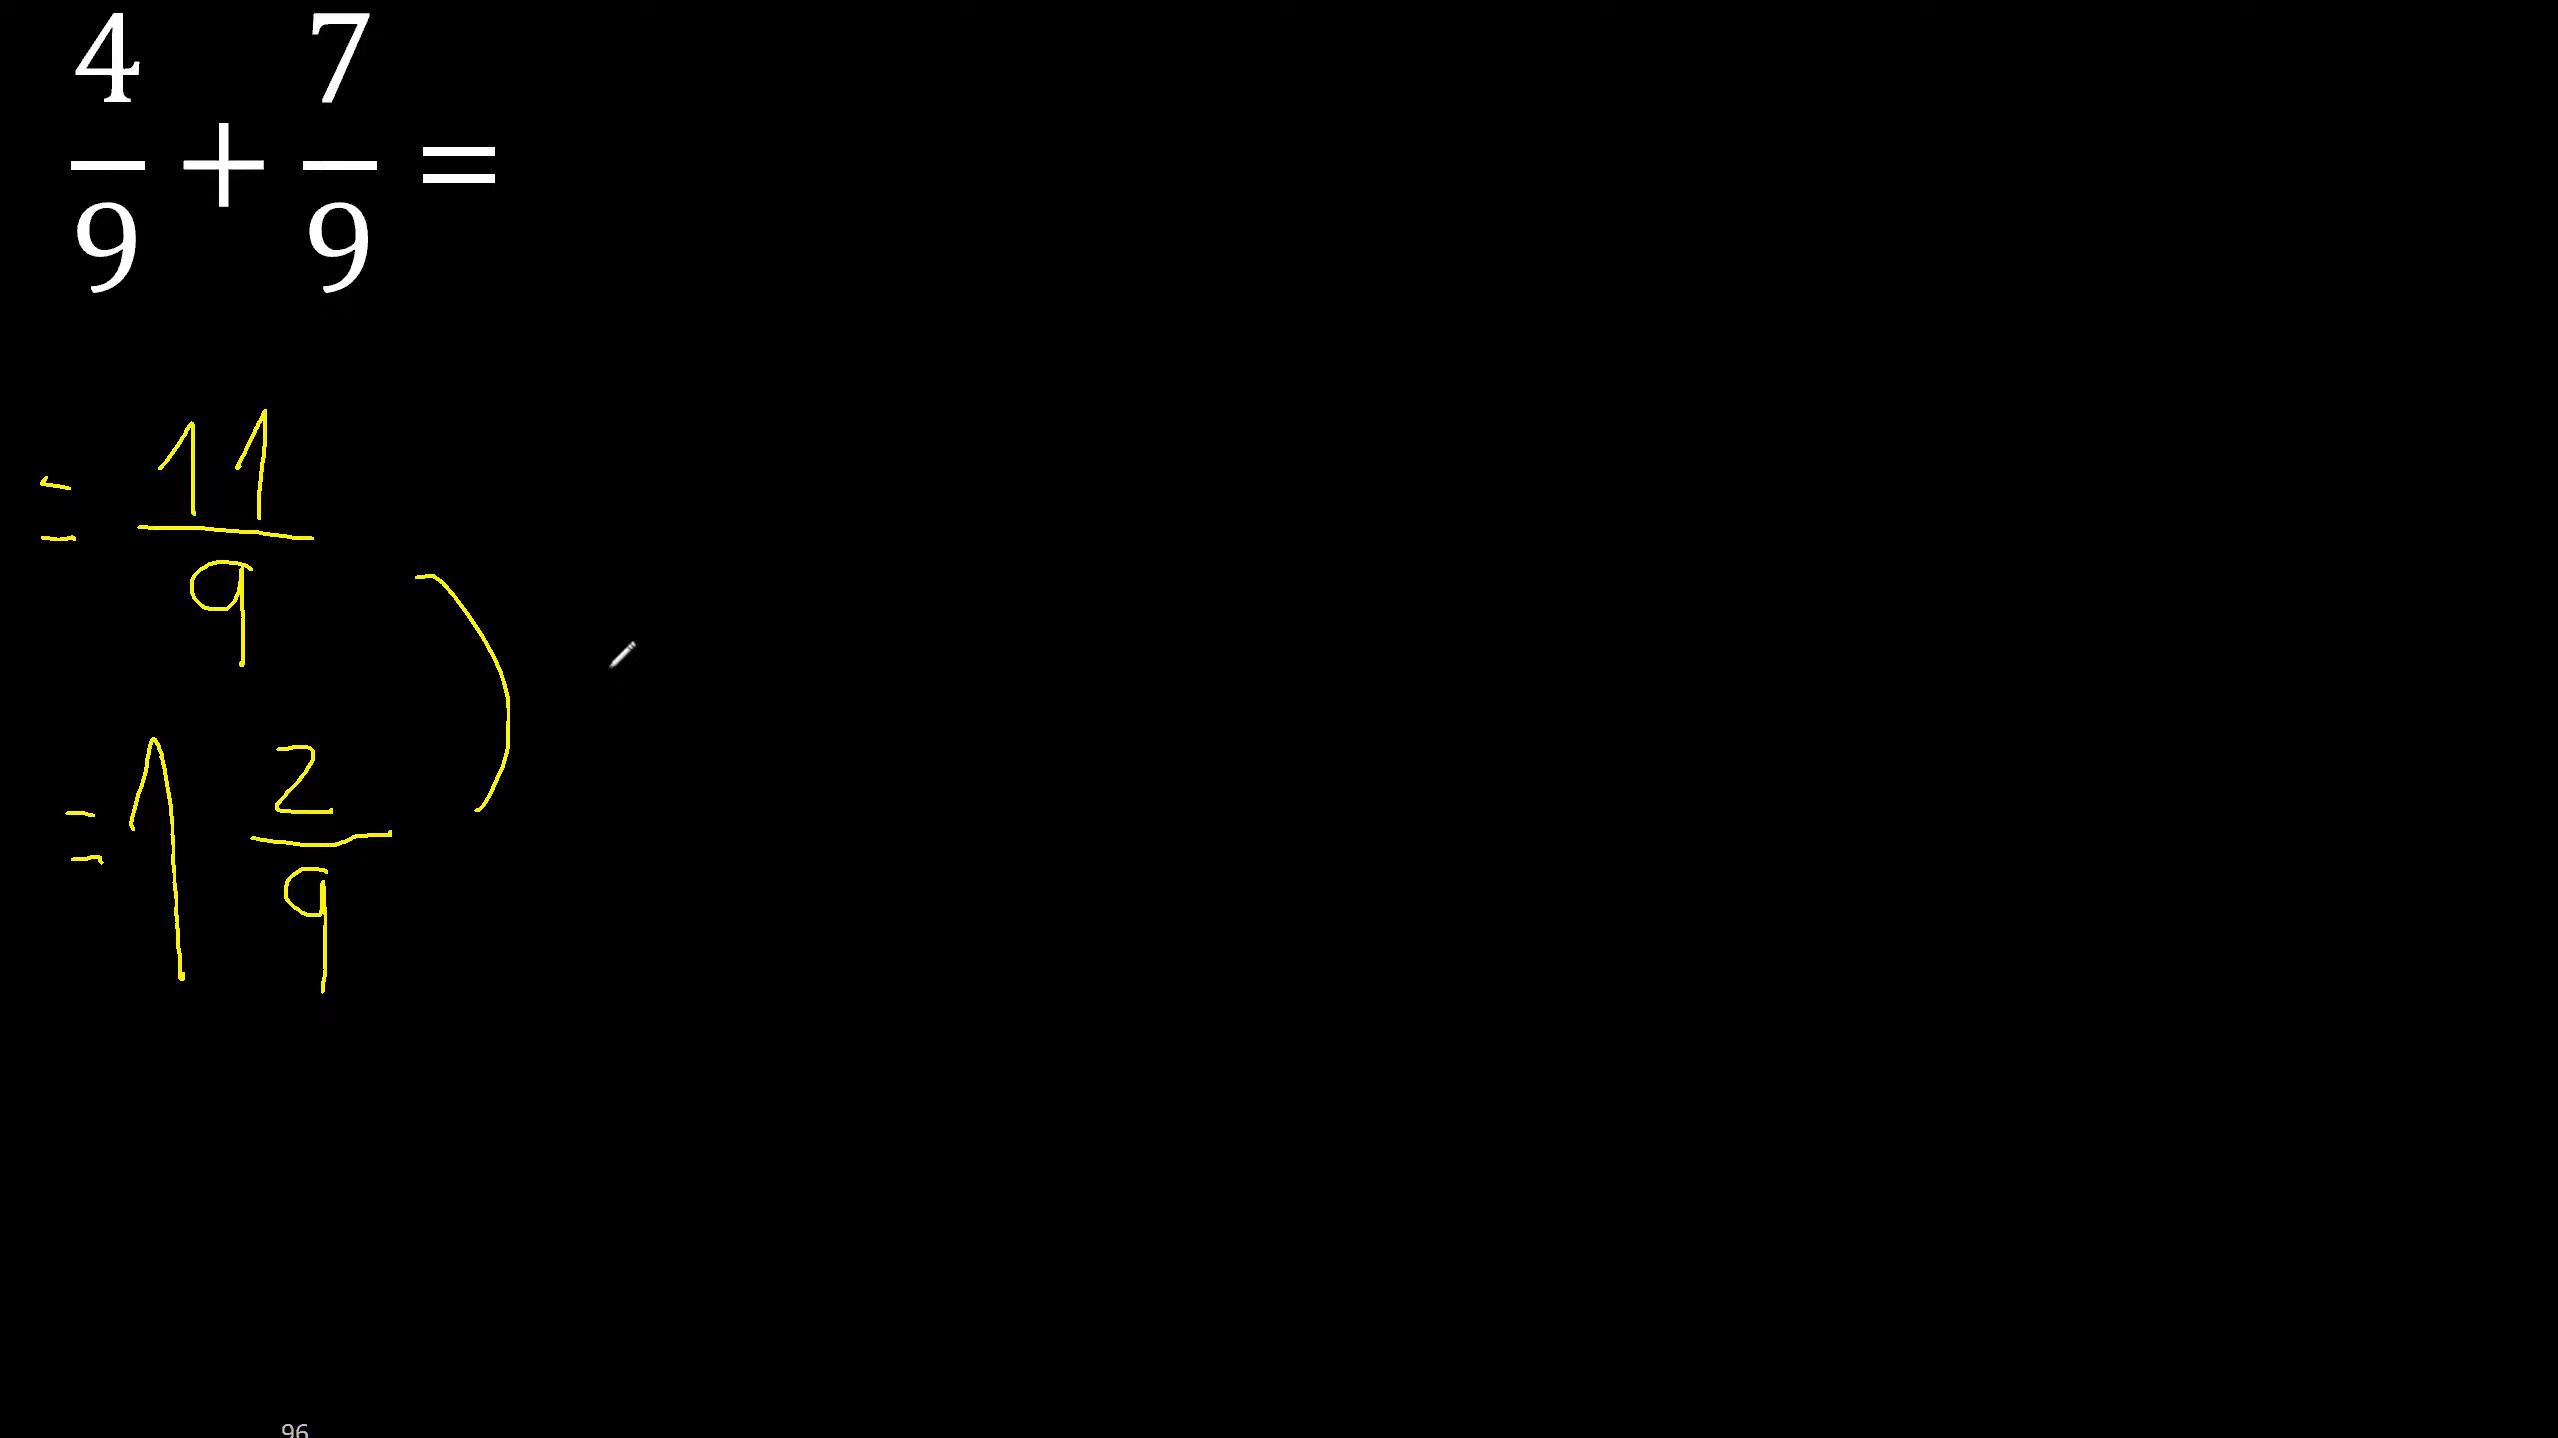 4/9 + 7/9 =
= 11/9
= 1 2/9
96